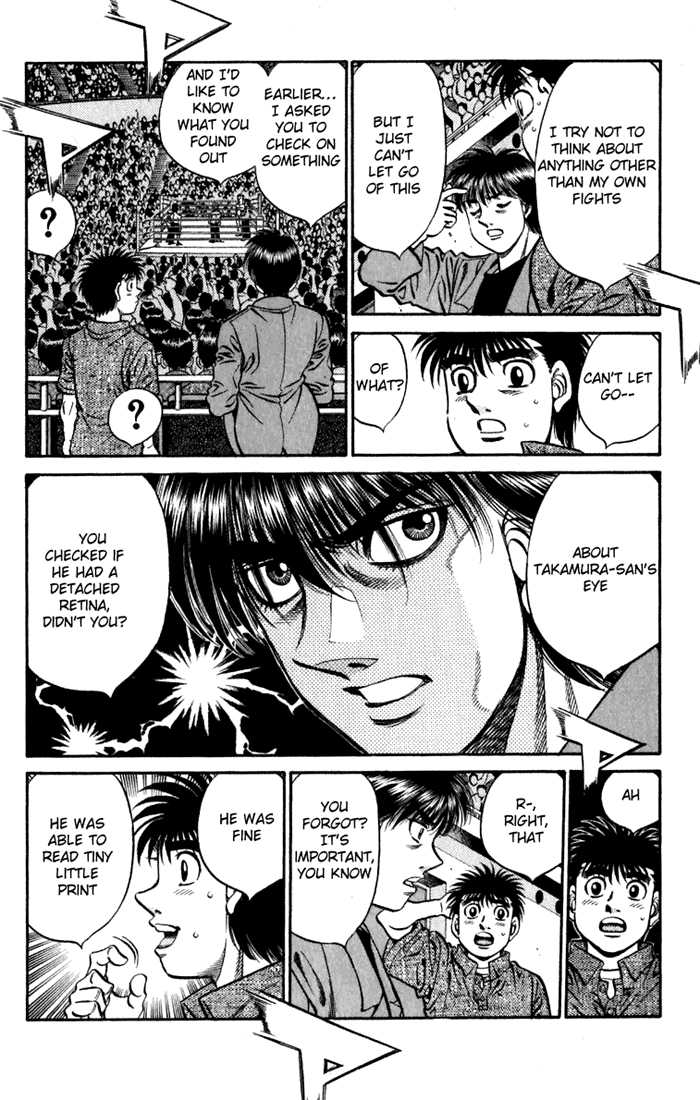 I TRY NOT TO
THINK ABOUT
ANYTHING OTHER
THAN MY OWN
FIGHTS
BUT I
JUST
CAN'T
LET GO
OF THIS
EARLIER...
I ASKED
YOU TO
CHECK ON
SOMETHING
AND I'D
LIKE TO
KNOW
WHAT YOU
FOUND
OUT
?
?
CAN'T LET
GO--
OF
WHAT?
ABOUT
TAKAMURA-SAN'S
EYE
YOU
CHECKED IF
HE HAD A
DETACHED
RETINA,
DIDN'T YOU?
AH
R-,
RIGHT,
THAT
YOU
FORGOT?
IT'S
IMPORTANT,
YOU KNOW
HE WAS
FINE
HE WAS
ABLE TO
READ TINY
LITTLE
PRINT